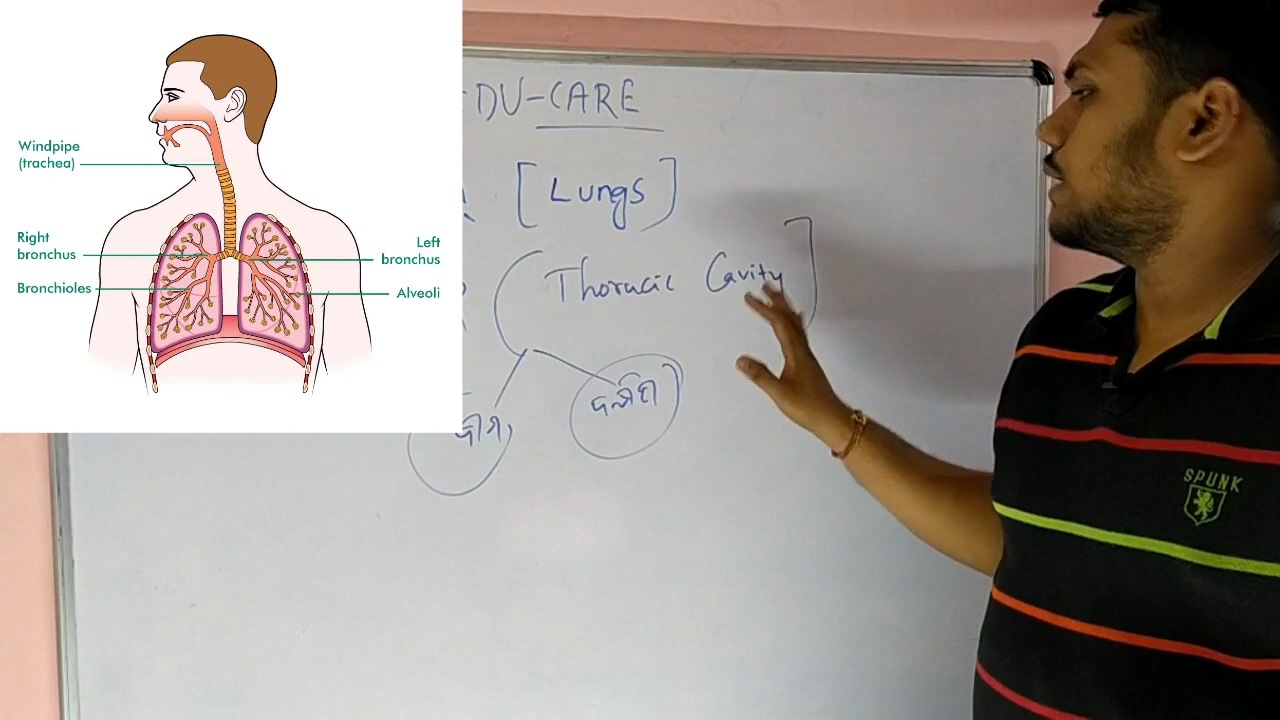 Windpipe
(trachea)
Right
bronchus
Bronchioles
Left
bronchus
Alveoli
DU-CARE
[Lungs]
Thoracic Cavity]
SPUNK